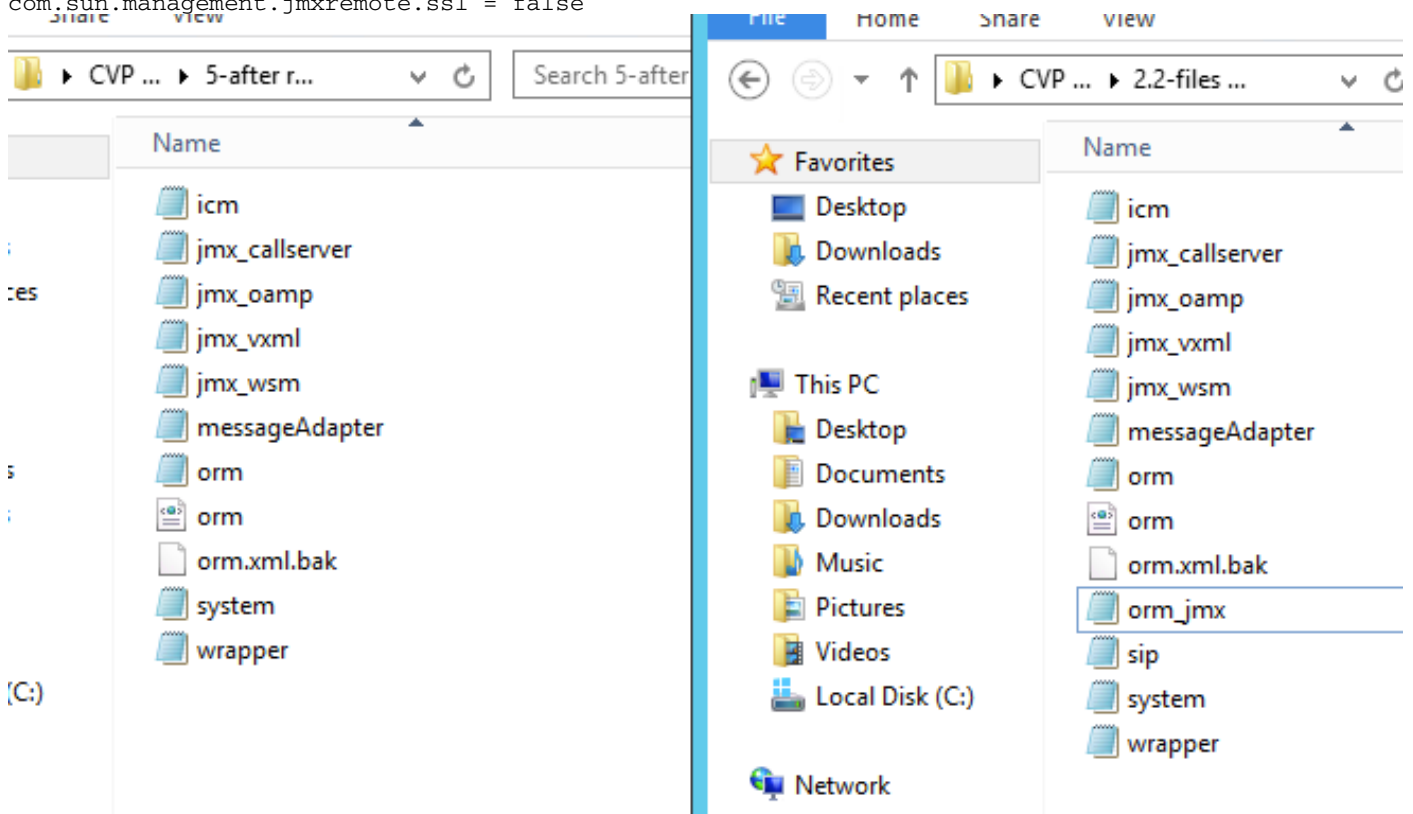 com.sun.management.jmxremote.ssl = false
Share View
CVP ... 5-after r...
Search 5-after
Name
icm
jmx_callserver
jmx_oamp
jmx_vxml
jmx_wsm
messageAdapter
orm
orm
orm.xml.bak
system
wrapper
(C:)
File Home Share View
CVP ... 2.2-files ...
Favorites
Desktop
Downloads
Recent places
This PC
Desktop
Documents
Downloads
Music
Pictures
Videos
Local Disk (C:)
Network
Name
icm
jmx_callserver
jmx_oamp
jmx_vxml
jmx_wsm
messageAdapter
orm
orm
orm.xml.bak
orm_jmx
sip
system
wrapper